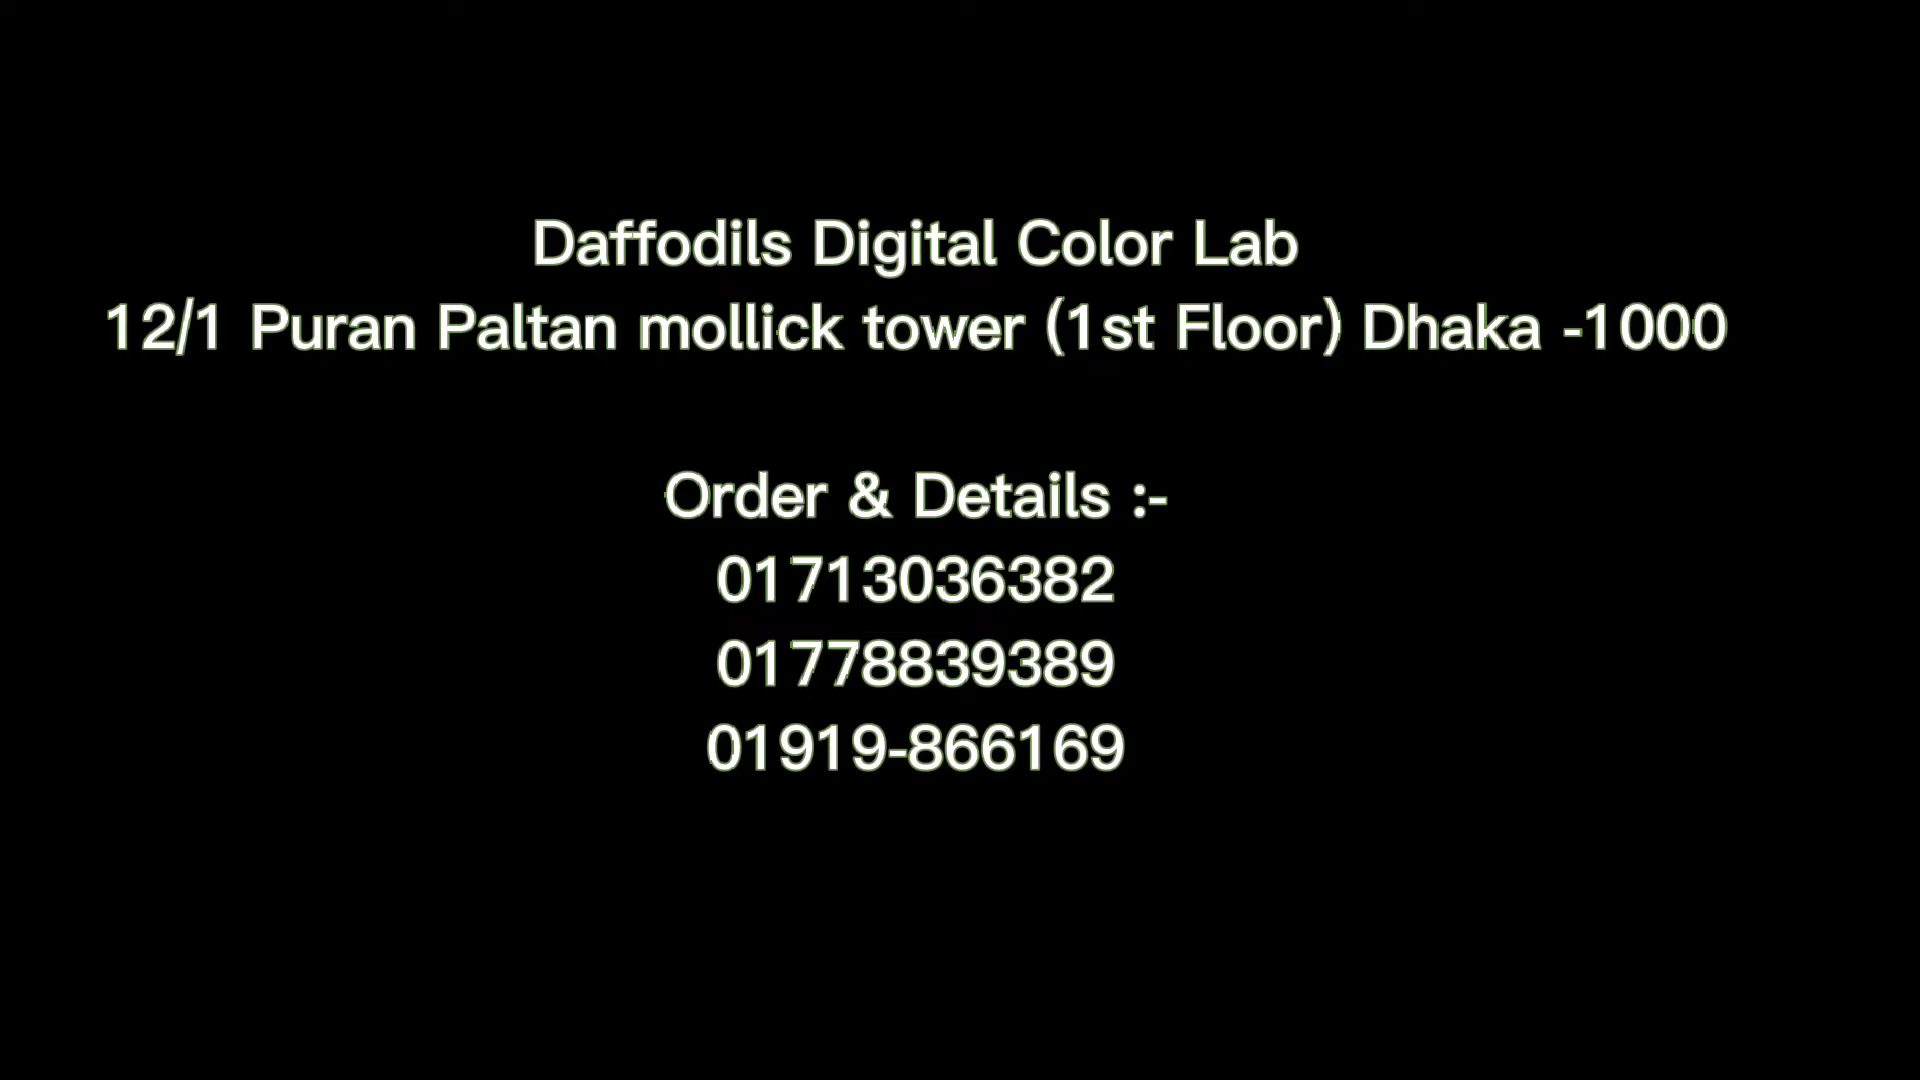 Daffodils Digital Color Lab
12/1 Puran Paltan mollick tower (1st Floor) Dhaka -1000
Order & Details :-
01713036382
01778839389
01919-866169